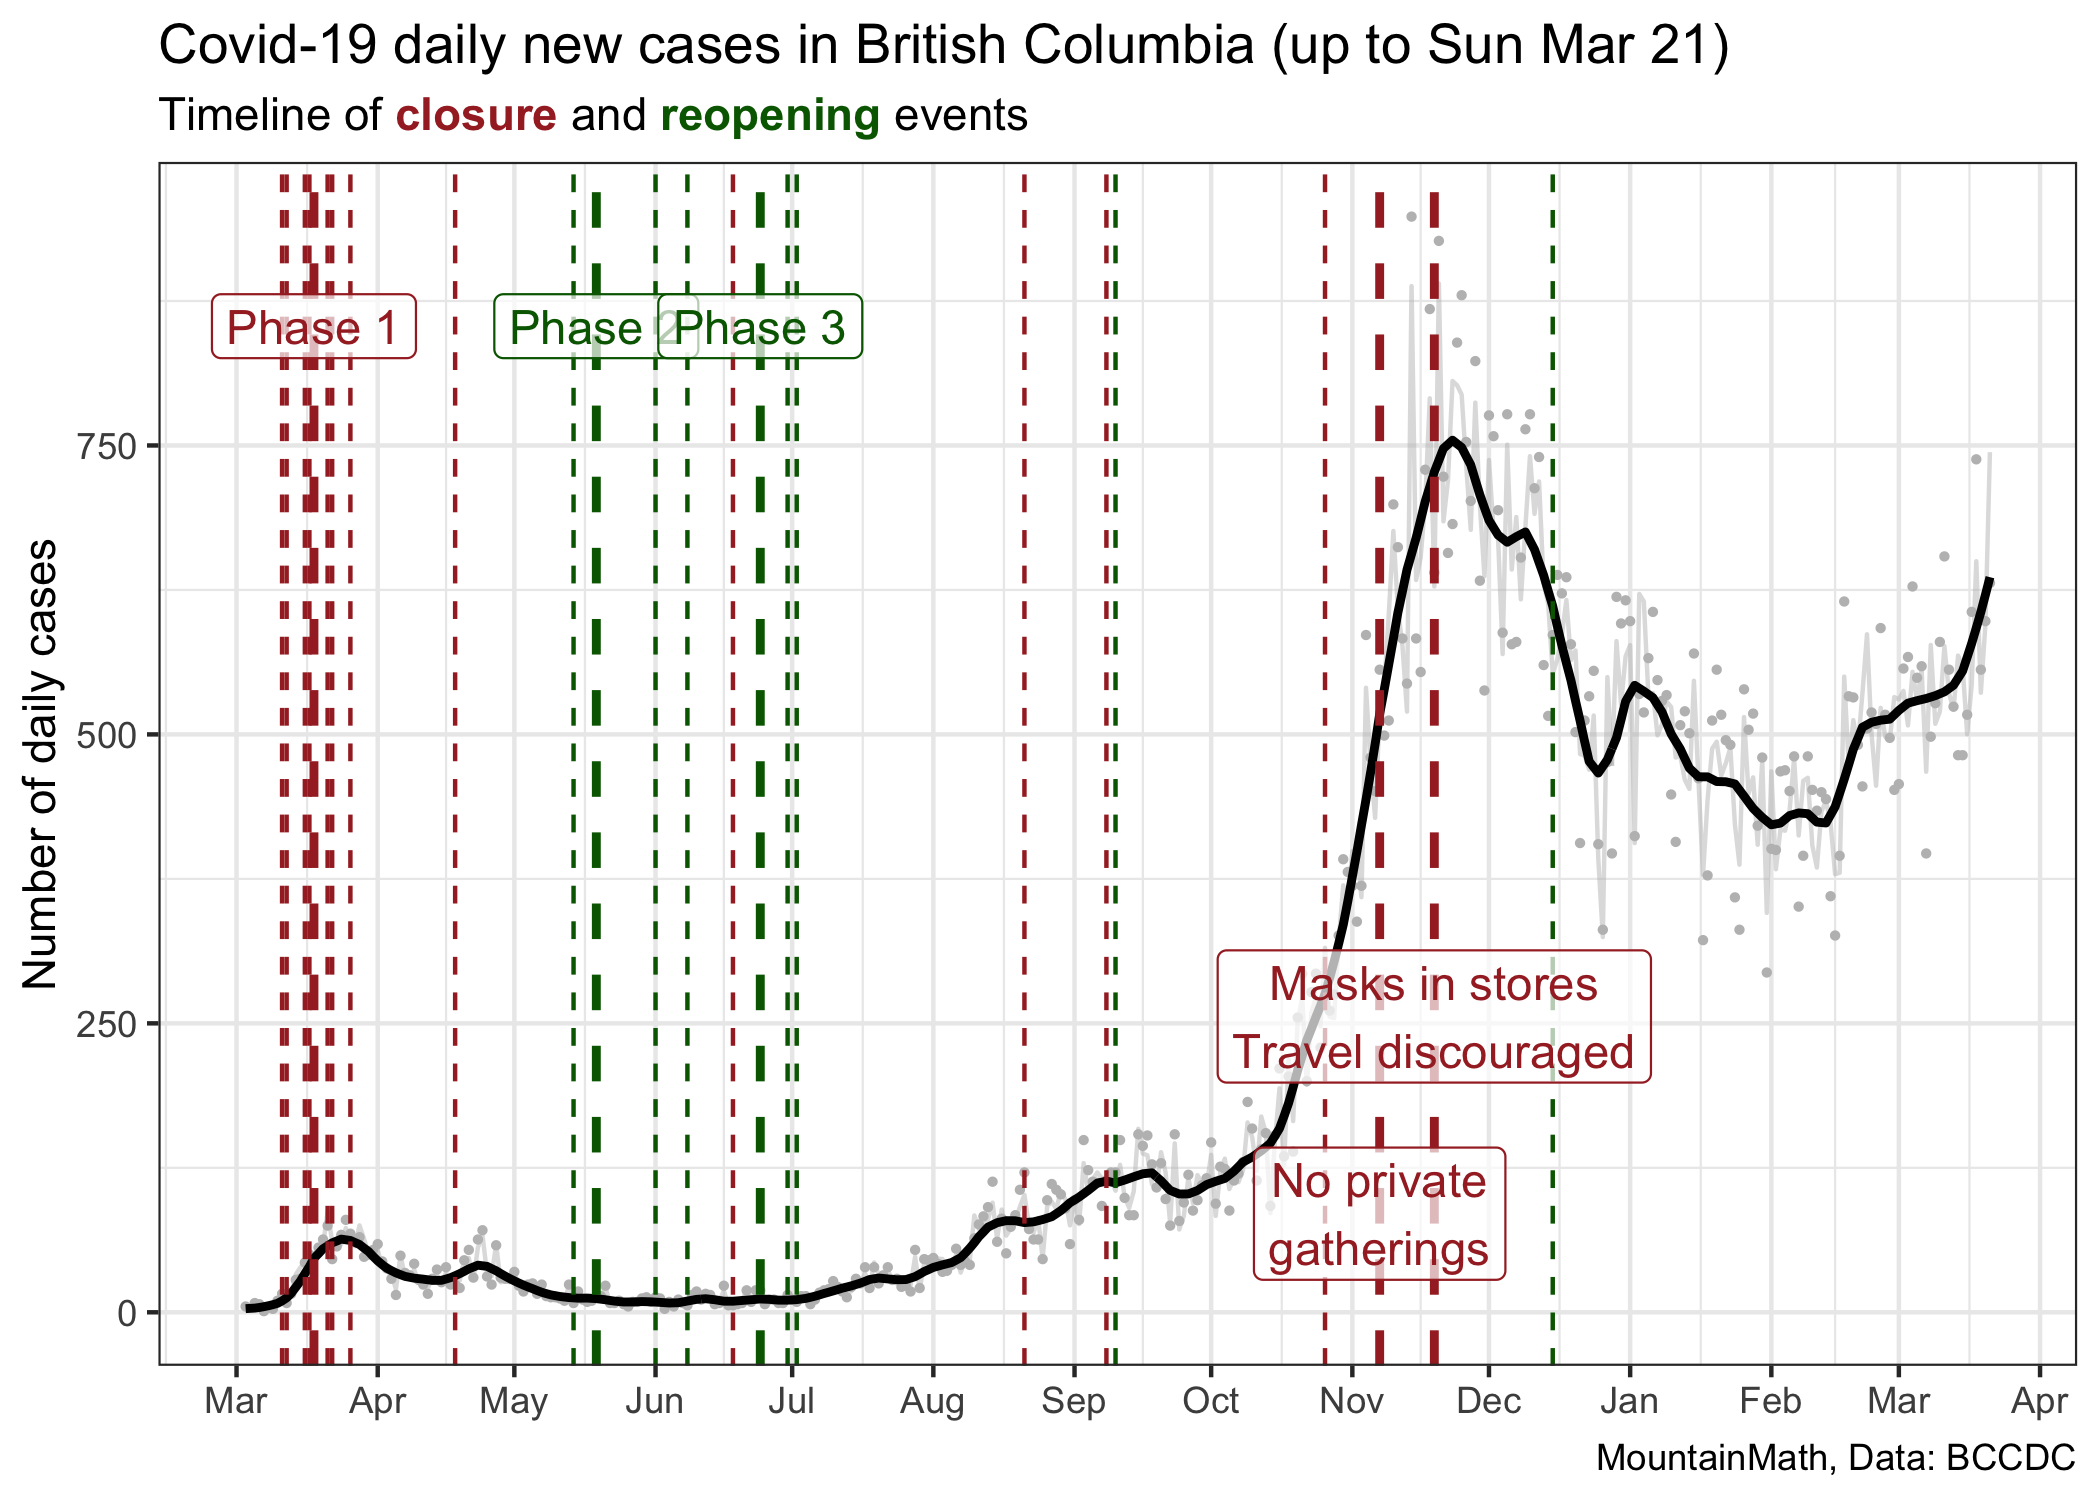 Covid-19 daily new cases in British Columbia (up to Sun Mar 21)
Timeline of closure and reopening events
Number of daily cases
750
500
250
0
Phase 1
Phase 2
Phase 3
Masks in stores
Travel discouraged
No private
gatherings
Mar Apr May Jun Jul Aug Sep Oct Nov Dec Jan Feb Mar Apr
MountainMath, Data: BCCDC